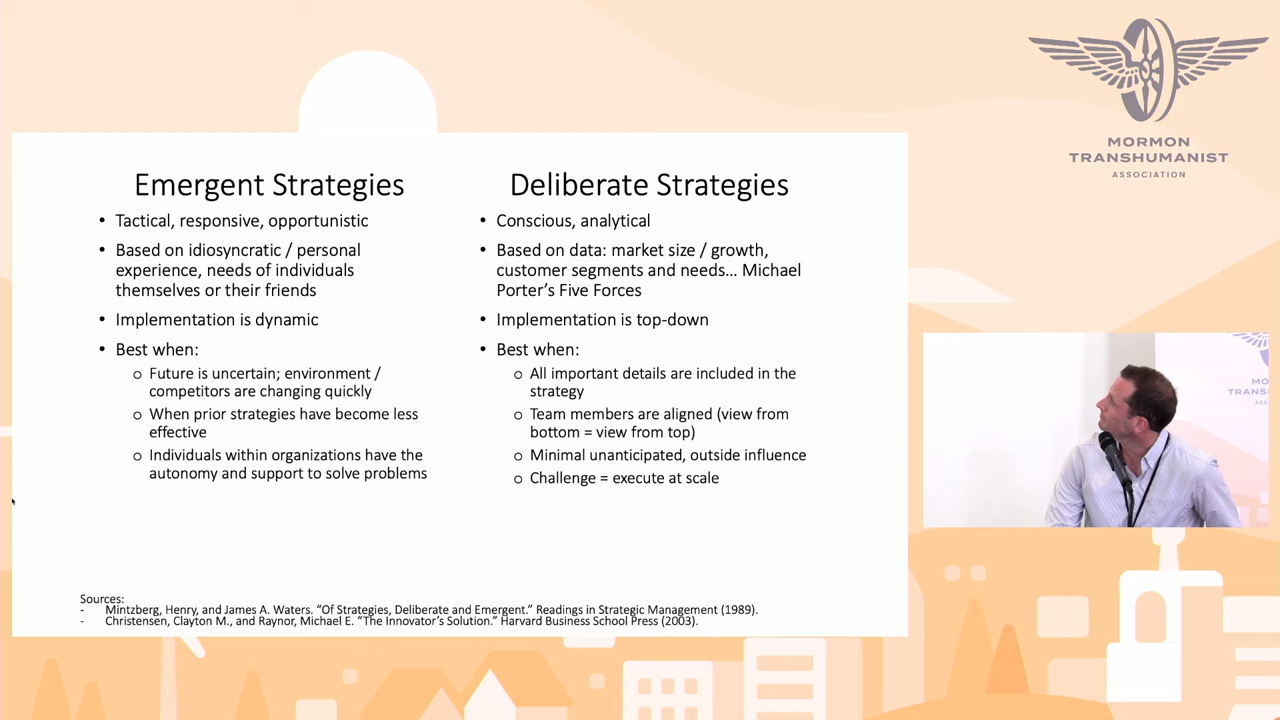 MORMON
TRANSHUMANIST
ASSOCIATION
Emergent Strategies
• Tactical, responsive, opportunistic
• Based on idiosyncratic / personal
experience, needs of individuals
themselves or their friends
• Implementation is dynamic
• Best when:
o Future is uncertain; environment /
competitors are changing quickly
o When prior strategies have become less
effective
o Individuals within organizations have the
autonomy and support to solve problems
Deliberate Strategies
• Conscious, analytical
• Based on data: market size / growth,
customer segments and needs... Michael
Porter's Five Forces
• Implementation is top-down
• Best when:
o All important details are included in the
strategy
o Team members are aligned (view from
bottom = view from top)
o Minimal unanticipated, outside influence
o Challenge = execute at scale
Sources:
- Mintzberg, Henry, and James A. Waters. “Of Strategies, Deliberate and Emergent.” Readings in Strategic Management (1989).
- Christensen, Clayton M., and Raynor, Michael E. “The Innovator’s Solution.” Harvard Business School Press (2003).
MO
TRANSH
ASS